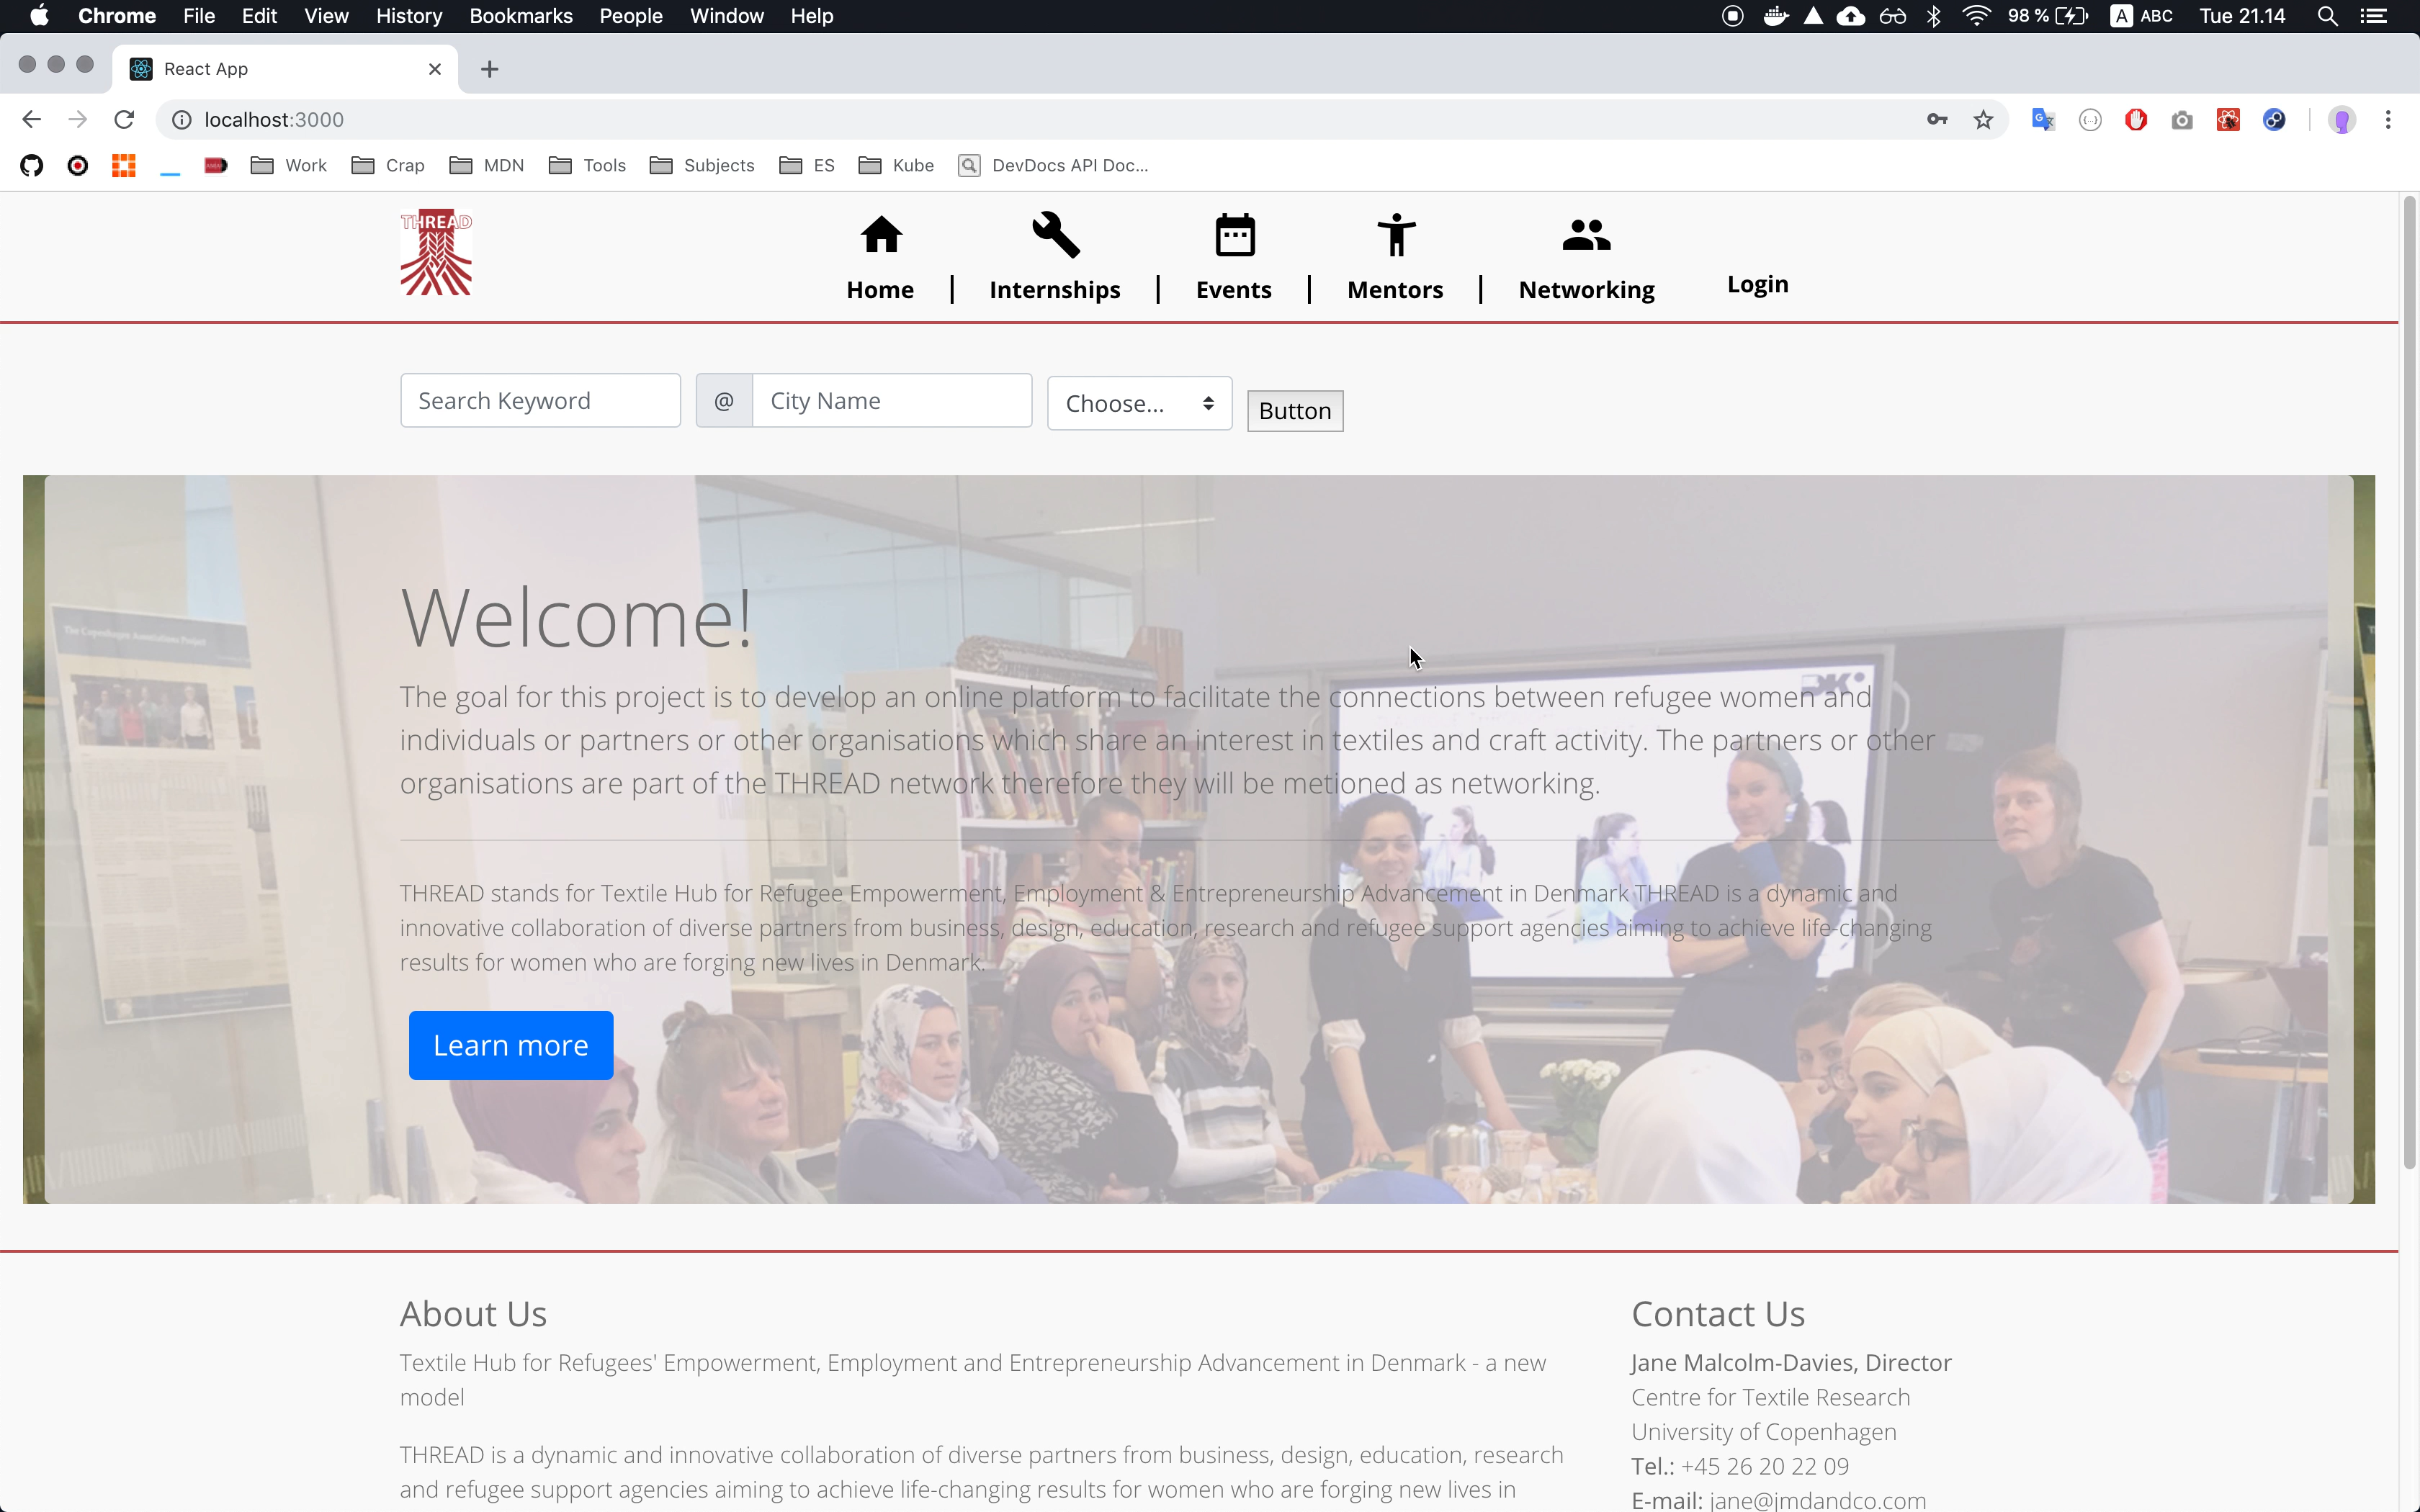 Chrome File Edit View History Bookmarks People Window Help 98 % A ABC Tue 21.14
React App
localhost:3000
Work Crap MDN Tools Subjects ES Kube DevDocs API Doc...
THREAD
Home | Internships | Events | Mentors | Networking Login
Search Keyword @ City Name Choose... Button
Welcome!
The goal for this project is to develop an online platform to facilitate the connections between refugee women and
individuals or partners or other organisations which share an interest in textiles and craft activity. The partners or other
organisations are part of the THREAD network therefore they will be metioned as networking.
THREAD stands for Textile Hub for Refugee Empowerment, Employment & Entrepreneurship Advancement in Denmark THREAD is a dynamic and
innovative collaboration of diverse partners from business, design, education, research and refugee support agencies aiming to achieve life-changing
results for women who are forging new lives in Denmark.
Learn more
About Us
Textile Hub for Refugees' Empowerment, Employment and Entrepreneurship Advancement in Denmark - a new
model
THREAD is a dynamic and innovative collaboration of diverse partners from business, design, education, research
and refugee support agencies aiming to achieve life-changing results for women who are forging new lives in
Contact Us
Jane Malcolm-Davies, Director
Centre for Textile Research
University of Copenhagen
Tel.: +45 26 20 22 09
E-mail: jane@jmdandco.com